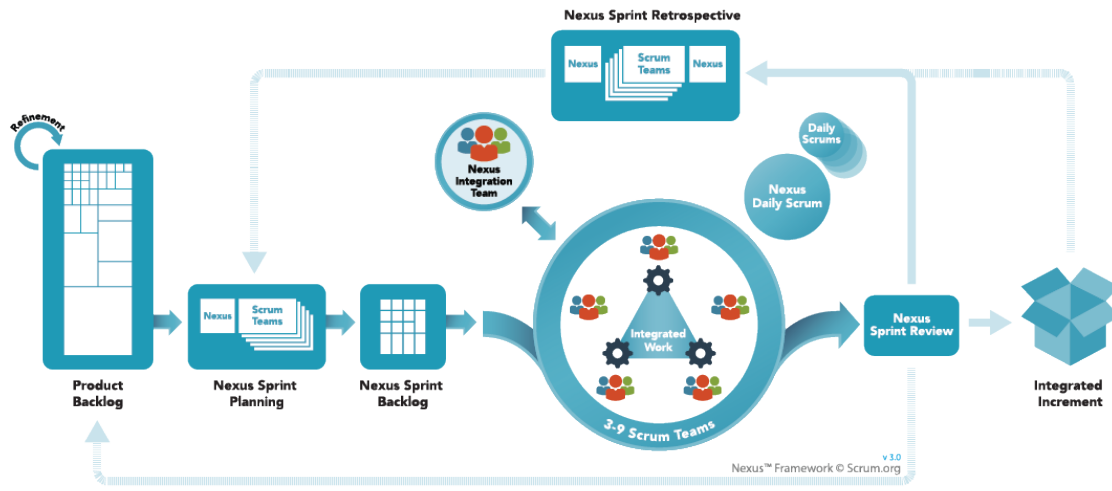 Nexus Sprint Retrospective
Nexus
Scrum
Teams
Nexus
Refinement
Daily
Scrums
Nexus
Integration
Team
Nexus
Daily Scrum
Nexus
Scrum
Teams
Integrated
Work
Nexus
Sprint Review
Product
Backlog
Nexus Sprint
Planning
Nexus Sprint
Backlog
Integrated
Increment
3-9 Scrum Teams
v 3.0
Nexus™ Framework © Scrum.org